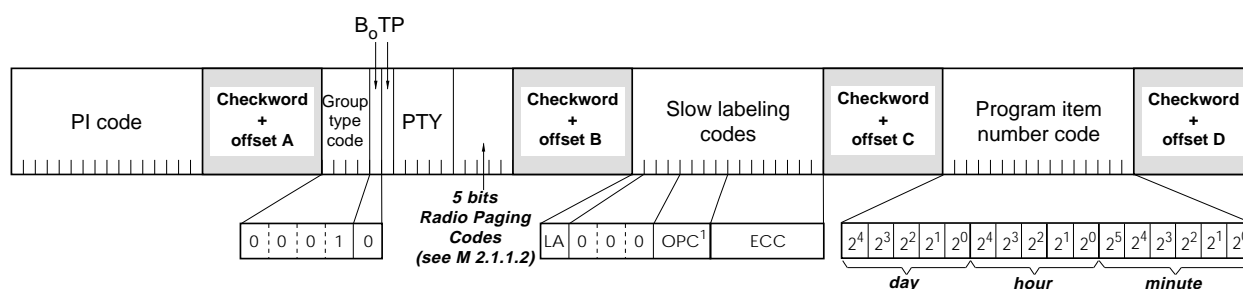 BₒTP
PI code
Checkword
+
offset A
Group
type
code
PTY
Checkword
+
offset B
Slow labeling
codes
Checkword
+
offset C
Program item
number code
Checkword
+
offset D
0 0 0 1 0
5 bits
Radio Paging
Codes
(see M 2.1.1.2)
LA 0 0 0 OPC¹ ECC
2⁴ 2³ 2² 2¹ 2⁰ 2⁴ 2³ 2² 2¹ 2⁰ 2⁵ 2⁴ 2³ 2² 2¹ 2⁰
day hour minute